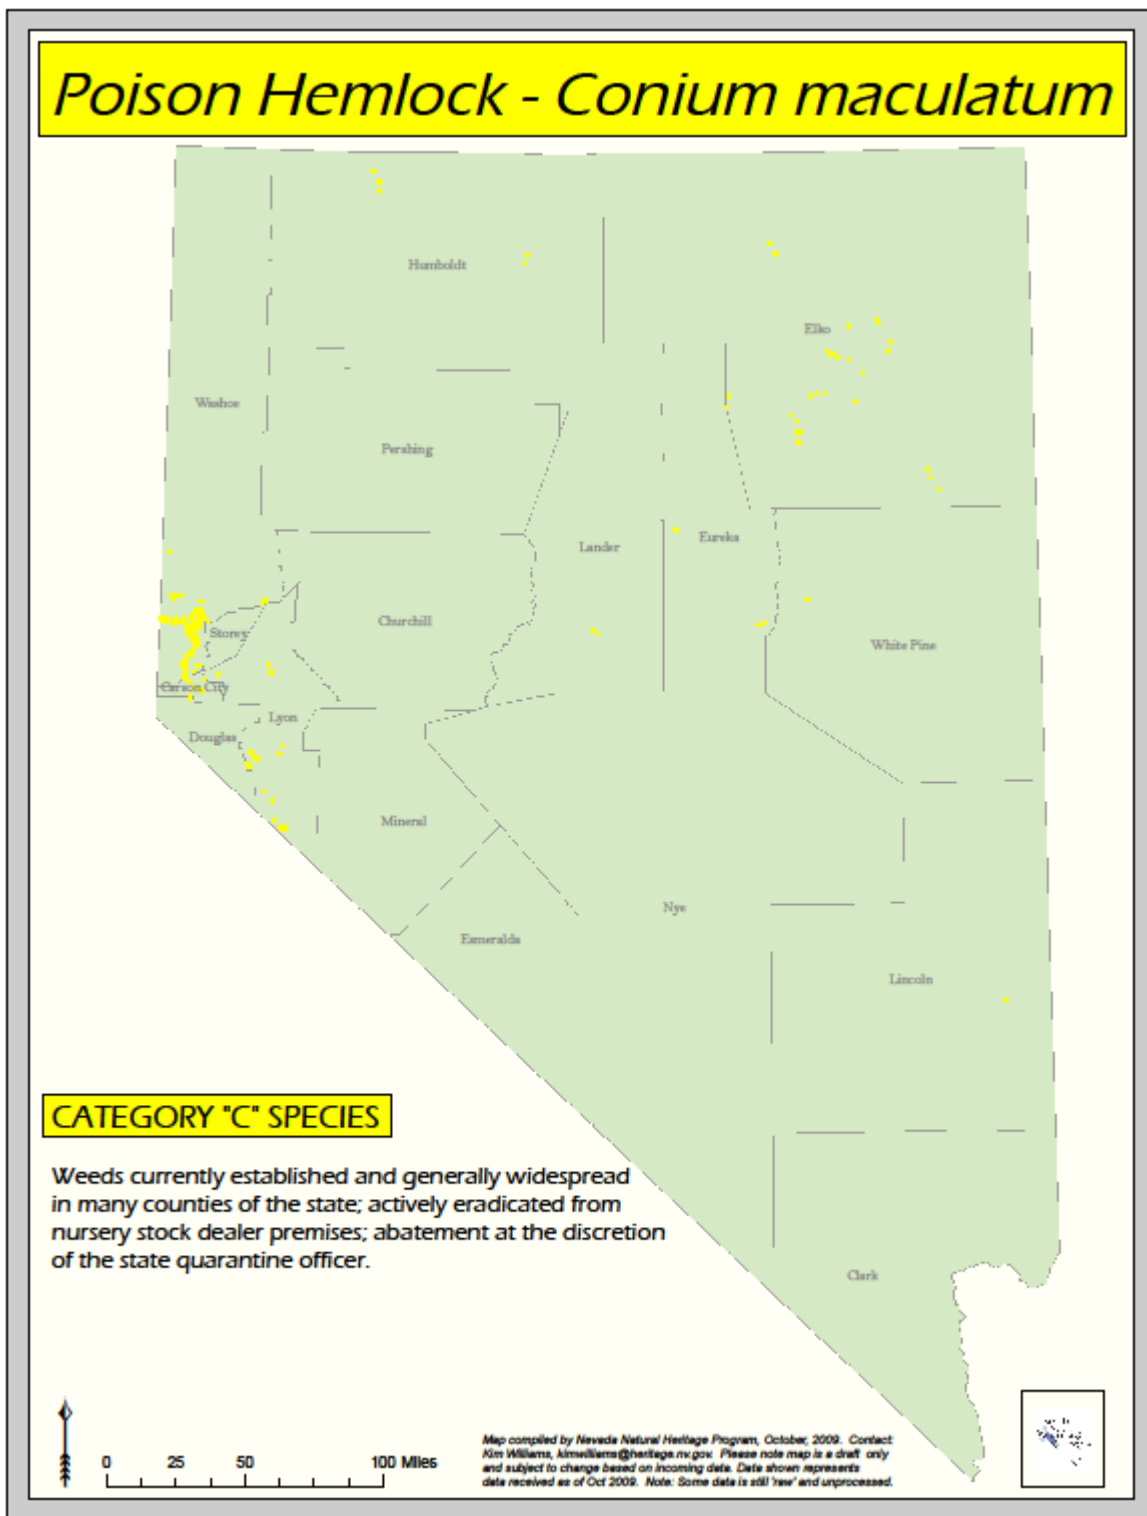 Poison Hemlock - Conium maculatum
Humboldt
Elko
Washoe
Pershing
Lander
Eureka
Churchill
Storey
White Pine
Carson City
Lyon
Douglas
Mineral
Nye
Esmeralda
Lincoln
Clark
CATEGORY "C" SPECIES
Weeds currently established and generally widespread
in many counties of the state; actively eradicated from
nursery stock dealer premises; abatement at the discretion
of the state quarantine officer.
0 25 50 100 Miles
Map compiled by Nevada Natural Heritage Program, October, 2009. Contact
Kim Williams, kimwilliams@heritage.nv.gov. Please note map is a draft only
and subject to change based on incoming data. Data shown represents
data received as of Oct 2009. Note: Some data is still 'raw' and unprocessed.